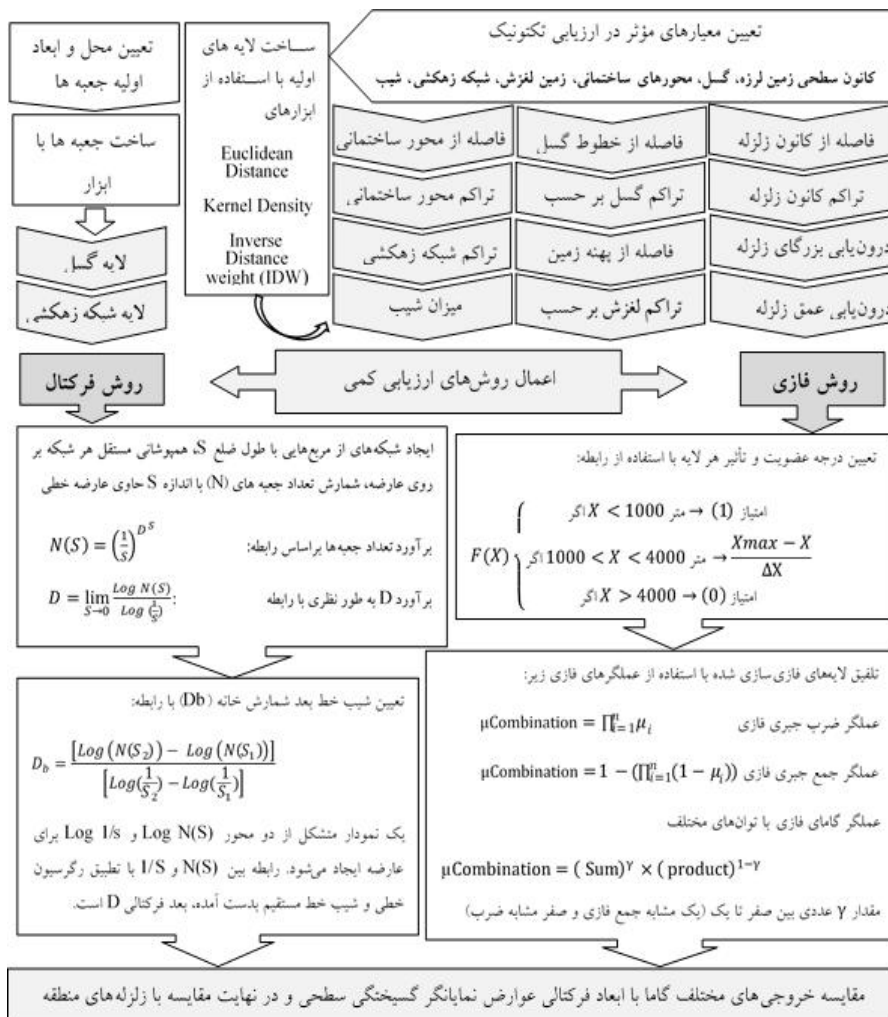 تعیین معیارهای مؤثر در ارزیابی تکتونیک
کانون سطحی زمین لرزه، گسل، محورهای ساختمانی، زمین لغزش، شبکه زهکشی، شیب
فاصله از کانون زلزله
تراکم کانون زلزله
درون‌یابی بزرگای زلزله
درون‌یابی عمق زلزله
فاصله از خطوط گسل
تراکم گسل بر حسب
فاصله از پهنه زمین
تراکم لغزش بر حسب
فاصله از محور ساختمانی
تراکم محور ساختمانی
تراکم شبکه زهکشی
میزان شیب
ساخت لایه های
اولیه با استفاده از
ابزارهای
Euclidean
Distance
Kernel Density
Inverse
Distance
weight (IDW)
تعیین محل و ابعاد
اولیه جعبه ها
ساخت جعبه ها با
ابزار
لایه گسل
لایه شبکه زهکشی
روش فازی
اعمال روش‌های ارزیابی کمی
روش فرکتال
تعیین درجه عضویت و تأثیر هر لایه با استفاده از رابطه:
امتیاز (1) → متر X < 1000 اگر
F(X) { Xmax − X / ΔX → متر 1000 < X < 4000 اگر
امتیاز (0) → X > 4000 اگر
تلفیق لایه‌های فازی‌سازی شده با استفاده از عملگرهای فازی زیر:
عملگر ضرب جبری فازی μCombination = ∏ⁿᵢ₌₁ μᵢ
عملگر جمع جبری فازی μCombination = 1 − (∏ⁿᵢ₌₁(1 − μᵢ))
عملگر گامای فازی با توان‌های مختلف
μCombination = ( Sum)^γ × ( product)^1−γ
مقدار γ عددی بین صفر تا یک (یک مشابه جمع فازی و صفر مشابه ضرب)
ایجاد شبکه‌های از مربع‌هایی با طول ضلع S، همپوشانی مستقل هر شبکه بر
روی عارضه، شمارش تعداد جعبه های (N) با اندازه S حاوی عارضه خطی
برآورد تعداد جعبه‌ها براساس رابطه: N(S) = (1/S)^D^S
برآورد D به طور نظری با رابطه: D = lim S→0 Log N(S) / Log (1/S)
تعیین شیب خط بعد شمارش خانه (Db) با رابطه:
D_b = [Log (N(S₂)) − Log (N(S₁))] / [Log(1/S₂) − Log(1/S₁)]
یک نمودار متشکل از دو محور Log N(S) و Log 1/s برای
عارضه ایجاد می‌شود. رابطه بین N(S) و 1/S با تطبیق رگرسیون
خطی و شیب خط مستقیم بدست آمده، بعد فرکتالی D است.
مقایسه خروجی‌های مختلف گاما با ابعاد فرکتالی عوارض نمایانگر گسیختگی سطحی و در نهایت مقایسه با زلزله‌های منطقه